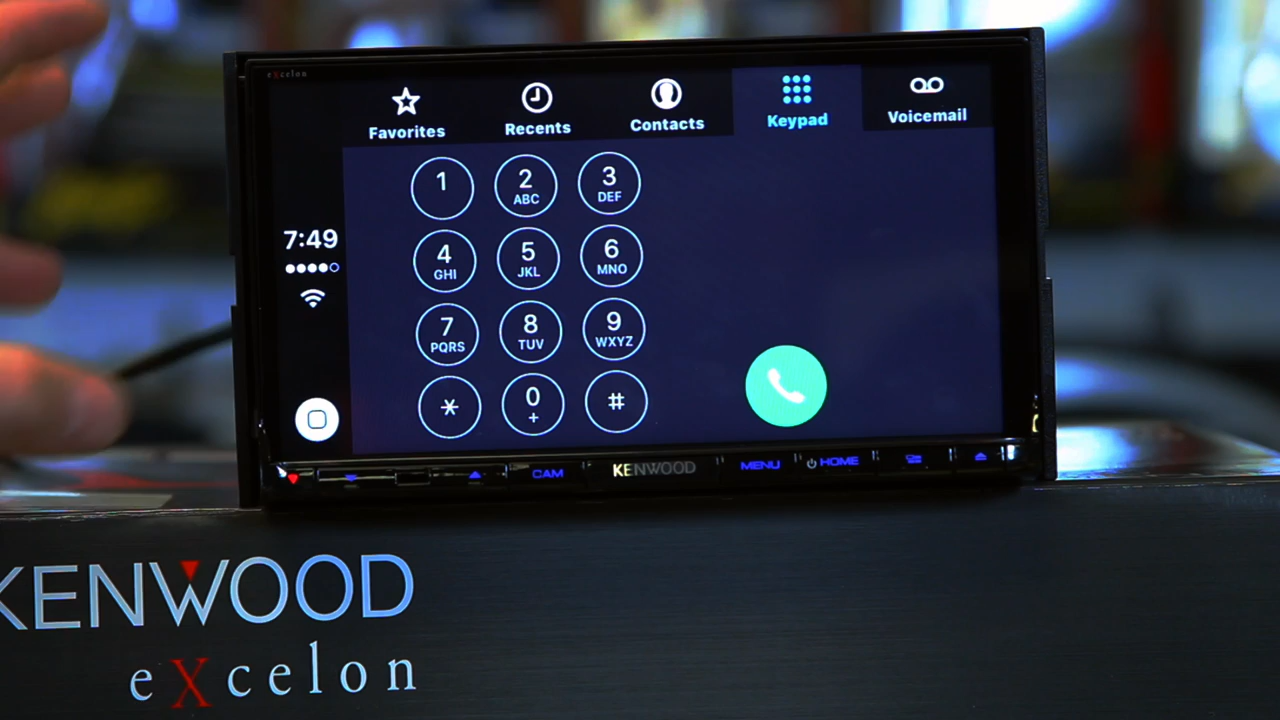 eXcelon
Favorites Recents Contacts Keypad Voicemail
1 2 ABC 3 DEF
7:49
4 GHI 5 JKL 6 MNO
7 PQRS 8 TUV 9 WXYZ
* 0 + #
CAM KENWOOD MENU HOME
KENWOOD
eXcelon